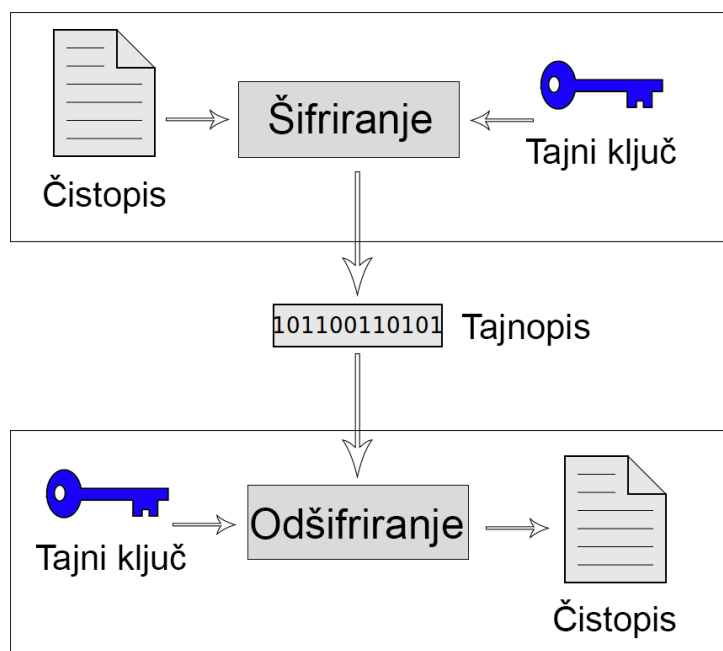 Šifriranje
Tajni ključ
Čistopis
101100110101
Tajnopis
Odšifriranje
Tajni ključ
Čistopis